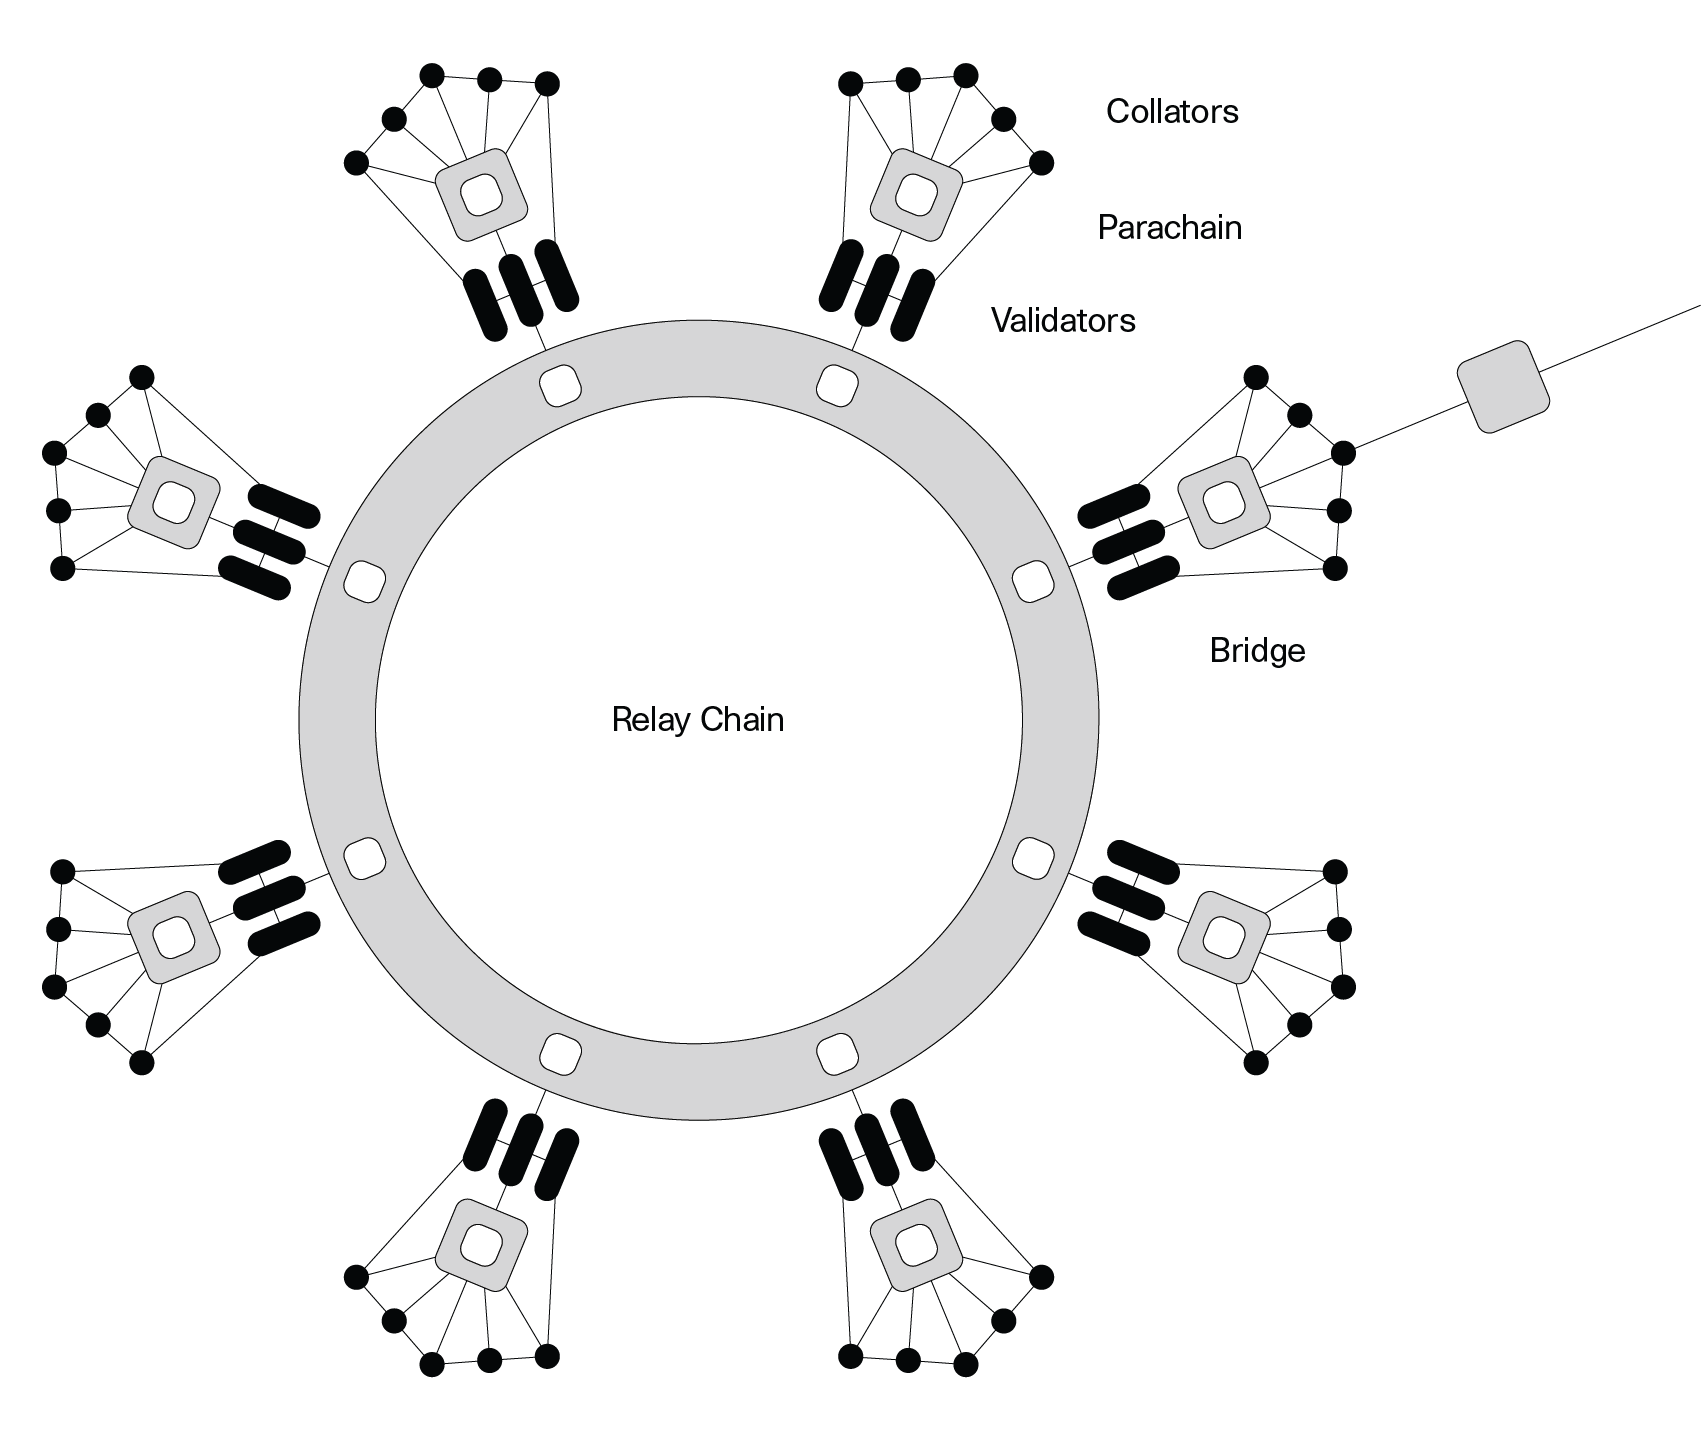 Collators
Parachain
Validators
Bridge
Relay Chain